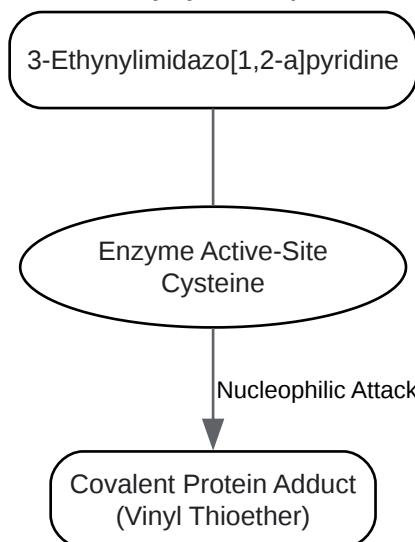 3-Ethynylimidazo[1,2-a]pyridine
Enzyme Active-Site
Cysteine
Nucleophilic Attack
Covalent Protein Adduct
(Vinyl Thioether)